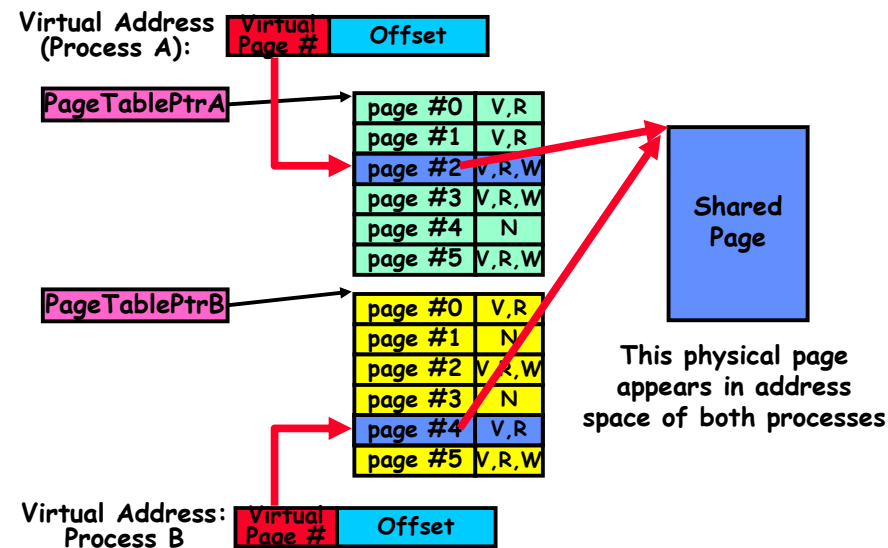 Virtual Address
(Process A):
Virtual
Page #
Offset
PageTablePtrA
page #0 V,R
page #1 V,R
page #2 V,R,W
page #3 V,R,W
page #4 N
page #5 V,R,W
Shared
Page
PageTablePtrB
page #0 V,R
page #1 N
page #2 V,R,W
page #3 N
page #4 V,R
page #5 V,R,W
This physical page
appears in address
space of both processes
Virtual Address:
Process B
Virtual
Page #
Offset